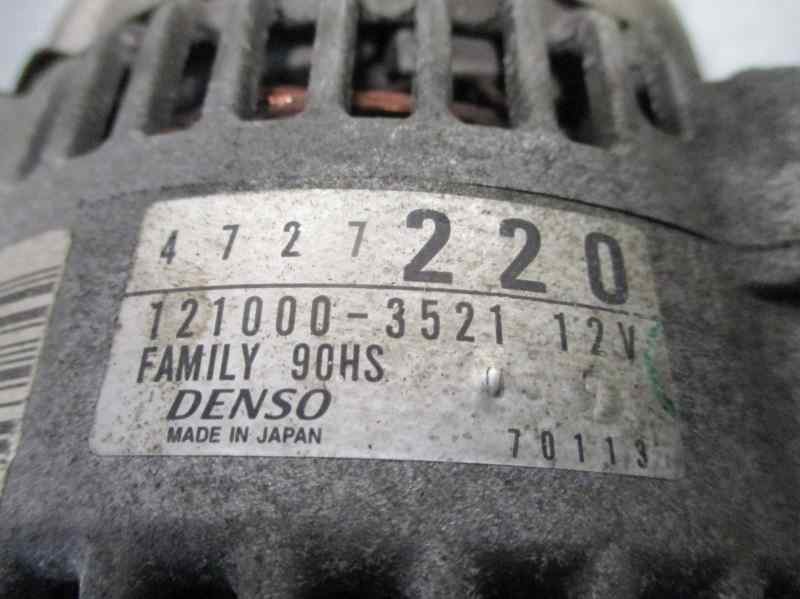 4727220
121000-3521 12V
FAMILY 90HS
DENSO
MADE IN JAPAN
70113